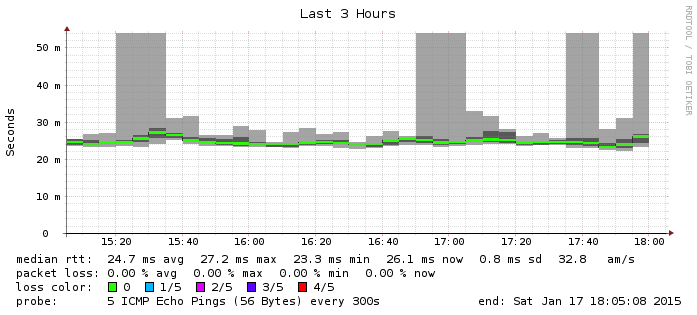 Last 3 Hours
RRDTOOL / TOBI OETIKER
Seconds
50 m
40 m
30 m
20 m
10 m
0
15:20 15:40 16:00 16:20 16:40 17:00 17:20 17:40 18:00
median rtt: 24.7 ms avg 27.2 ms max 23.3 ms min 26.1 ms now 0.8 ms sd 32.8 am/s
packet loss: 0.00 % avg 0.00 % max 0.00 % min 0.00 % now
loss color: 0 1/5 2/5 3/5 4/5
probe: 5 ICMP Echo Pings (56 Bytes) every 300s end: Sat Jan 17 18:05:08 2015